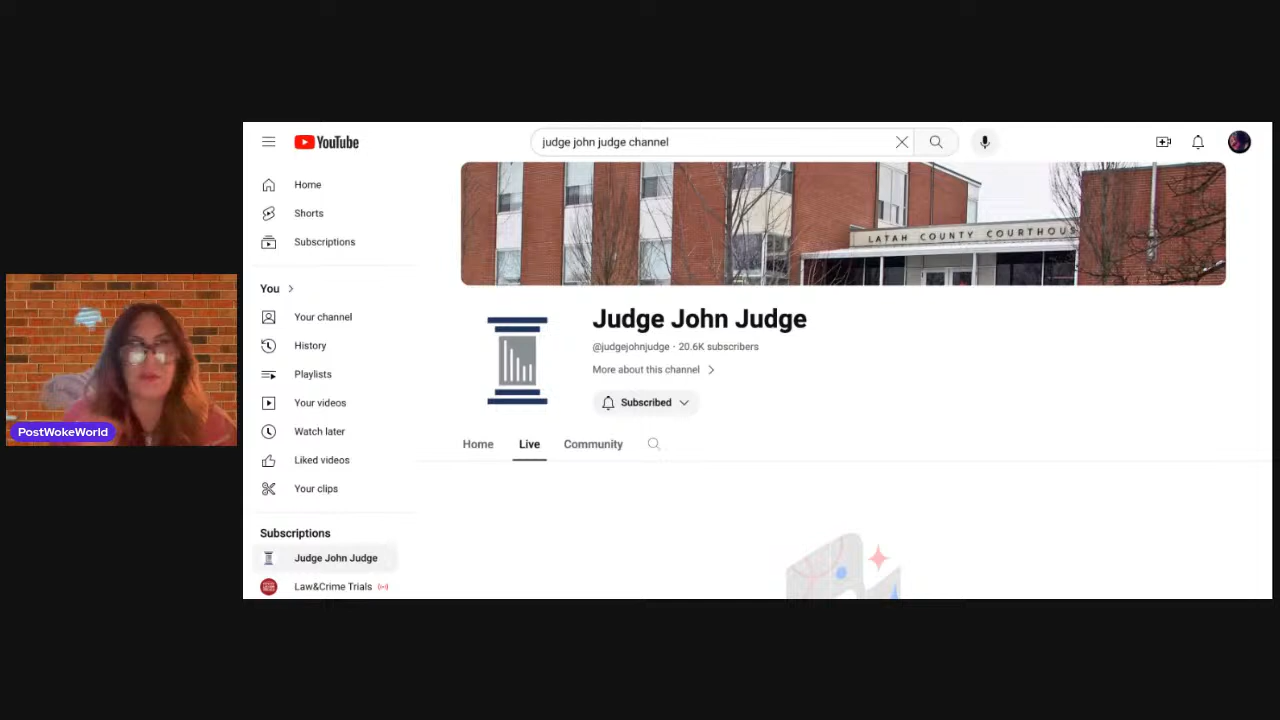 YouTube
judge john judge channel
Home
Shorts
Subscriptions
You
Your channel
History
Playlists
Your videos
Watch later
Liked videos
Your clips
Subscriptions
Judge John Judge
Law&Crime Trials
LATAH COUNTY COURTHOUS
Judge John Judge
@judgejohnjudge · 20.6K subscribers
More about this channel
Subscribed
Home Live Community
PostWokeWorld